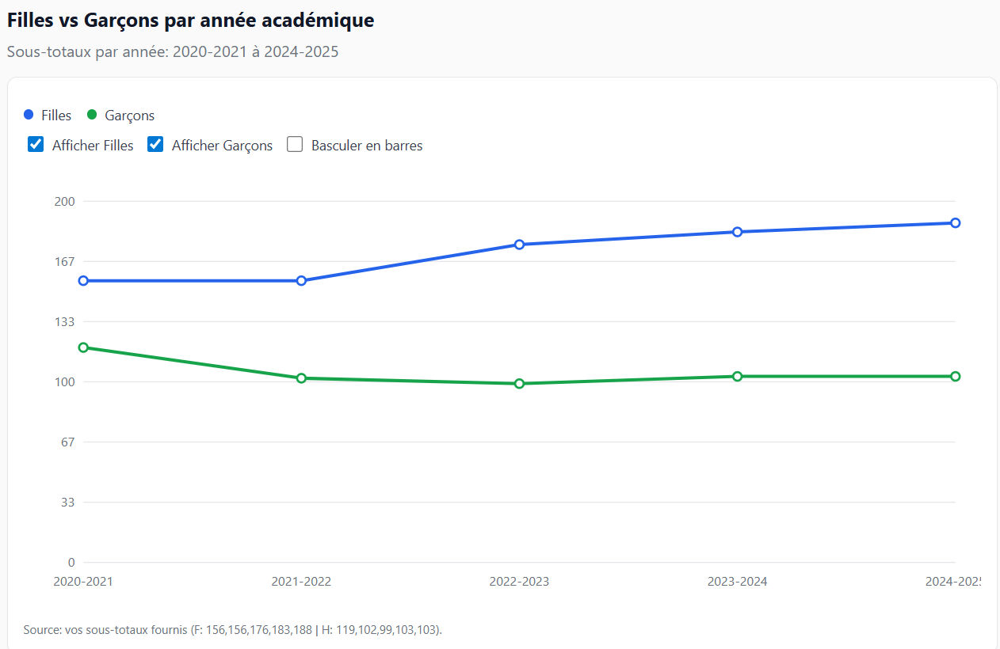 Filles vs Garçons par année académique
Sous-totaux par année: 2020-2021 à 2024-2025
Filles Garçons
Afficher Filles Afficher Garçons Basculer en barres
200
167
133
100
67
33
0
2020-2021 2021-2022 2022-2023 2023-2024 2024-2025
Source: vos sous-totaux fournis (F: 156,156,176,183,188 | H: 119,102,99,103,103).